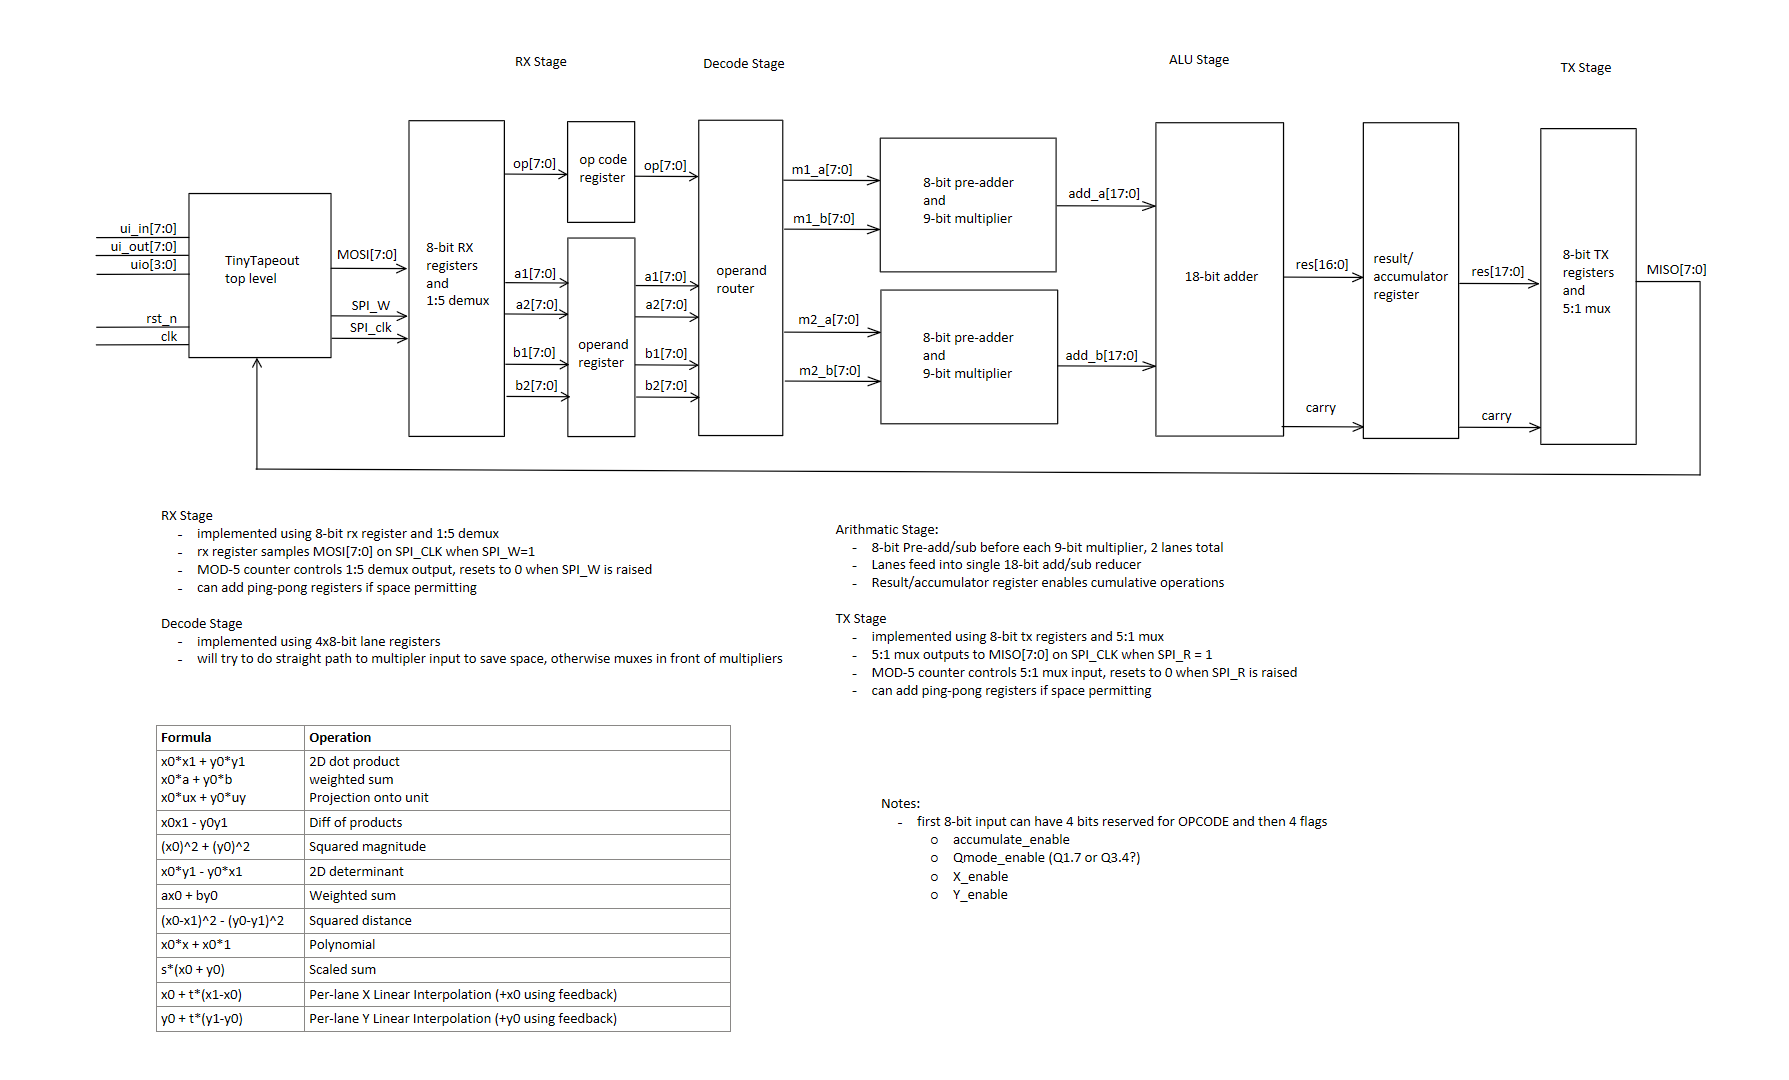 RX Stage
Decode Stage
ALU Stage
TX Stage
ui_in[7:0]
ui_out[7:0]
uio[3:0]
rst_n
clk
TinyTapeout
top level
MOSI[7:0]
SPI_W
SPI_clk
8-bit RX
registers
and
1:5 demux
op[7:0]
a1[7:0]
a2[7:0]
b1[7:0]
b2[7:0]
op code
register
operand
register
op[7:0]
a1[7:0]
a2[7:0]
b1[7:0]
b2[7:0]
operand
router
m1_a[7:0]
m1_b[7:0]
m2_a[7:0]
m2_b[7:0]
8-bit pre-adder
and
9-bit multiplier
8-bit pre-adder
and
9-bit multiplier
add_a[17:0]
add_b[17:0]
18-bit adder
res[16:0]
carry
result/
accumulator
register
res[17:0]
carry
8-bit TX
registers
and
5:1 mux
MISO[7:0]
RX Stage
- implemented using 8-bit rx register and 1:5 demux
- rx register samples MOSI[7:0] on SPI_CLK when SPI_W=1
- MOD-5 counter controls 1:5 demux output, resets to 0 when SPI_W is raised
- can add ping-pong registers if space permitting
Decode Stage
- implemented using 4x8-bit lane registers
- will try to do straight path to multipler input to save space, otherwise muxes in front of multipliers
Arithmatic Stage:
- 8-bit Pre-add/sub before each 9-bit multiplier, 2 lanes total
- Lanes feed into single 18-bit add/sub reducer
- Result/accumulator register enables cumulative operations
TX Stage
- implemented using 8-bit tx registers and 5:1 mux
- 5:1 mux outputs to MISO[7:0] on SPI_CLK when SPI_R = 1
- MOD-5 counter controls 5:1 mux input, resets to 0 when SPI_R is raised
- can add ping-pong registers if space permitting
Formula Operation
x0*x1 + y0*y1 2D dot product
x0*a + y0*b weighted sum
x0*ux + y0*uy Projection onto unit
x0x1 - y0y1 Diff of products
(x0)^2 + (y0)^2 Squared magnitude
x0*y1 - y0*x1 2D determinant
ax0 + by0 Weighted sum
(x0-x1)^2 - (y0-y1)^2 Squared distance
x0*x + x0*1 Polynomial
s*(x0 + y0) Scaled sum
x0 + t*(x1-x0) Per-lane X Linear Interpolation (+x0 using feedback)
y0 + t*(y1-y0) Per-lane Y Linear Interpolation (+y0 using feedback)
Notes:
- first 8-bit input can have 4 bits reserved for OPCODE and then 4 flags
o accumulate_enable
o Qmode_enable (Q1.7 or Q3.4?)
o X_enable
o Y_enable